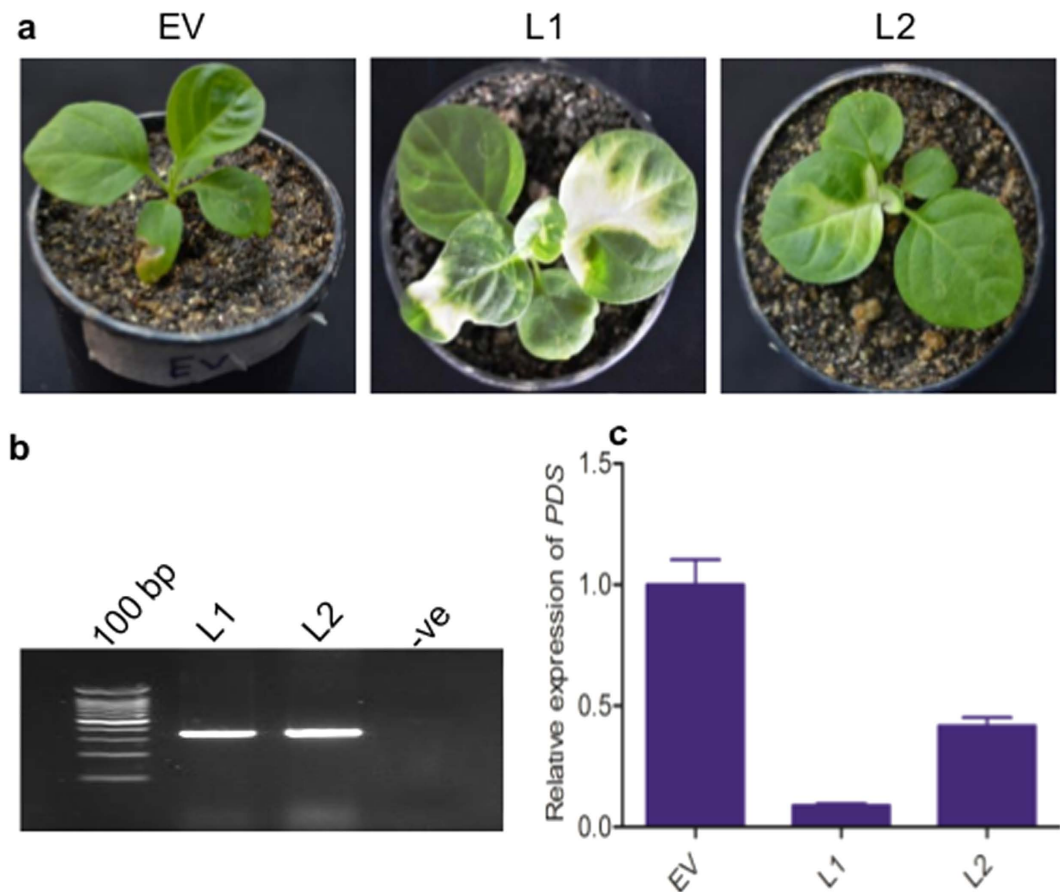 a
EV
L1
L2
EV
b
100 bp
L1
L2
-ve
c
Relative expression of PDS
1.5
1.0
0.5
0.0
EV
L1
L2